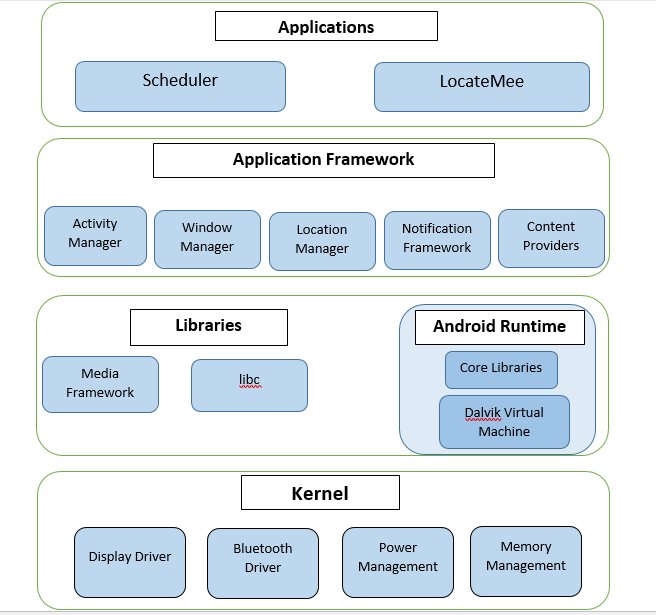 Applications
Scheduler
LocateMee
Application Framework
Activity
Manager
Window
Manager
Location
Manager
Notification
Framework
Content
Providers
Libraries
Android Runtime
Media
Framework
libc
Core Libraries
Dalvik Virtual
Machine
Kernel
Display Driver
Bluetooth
Driver
Power
Management
Memory
Management